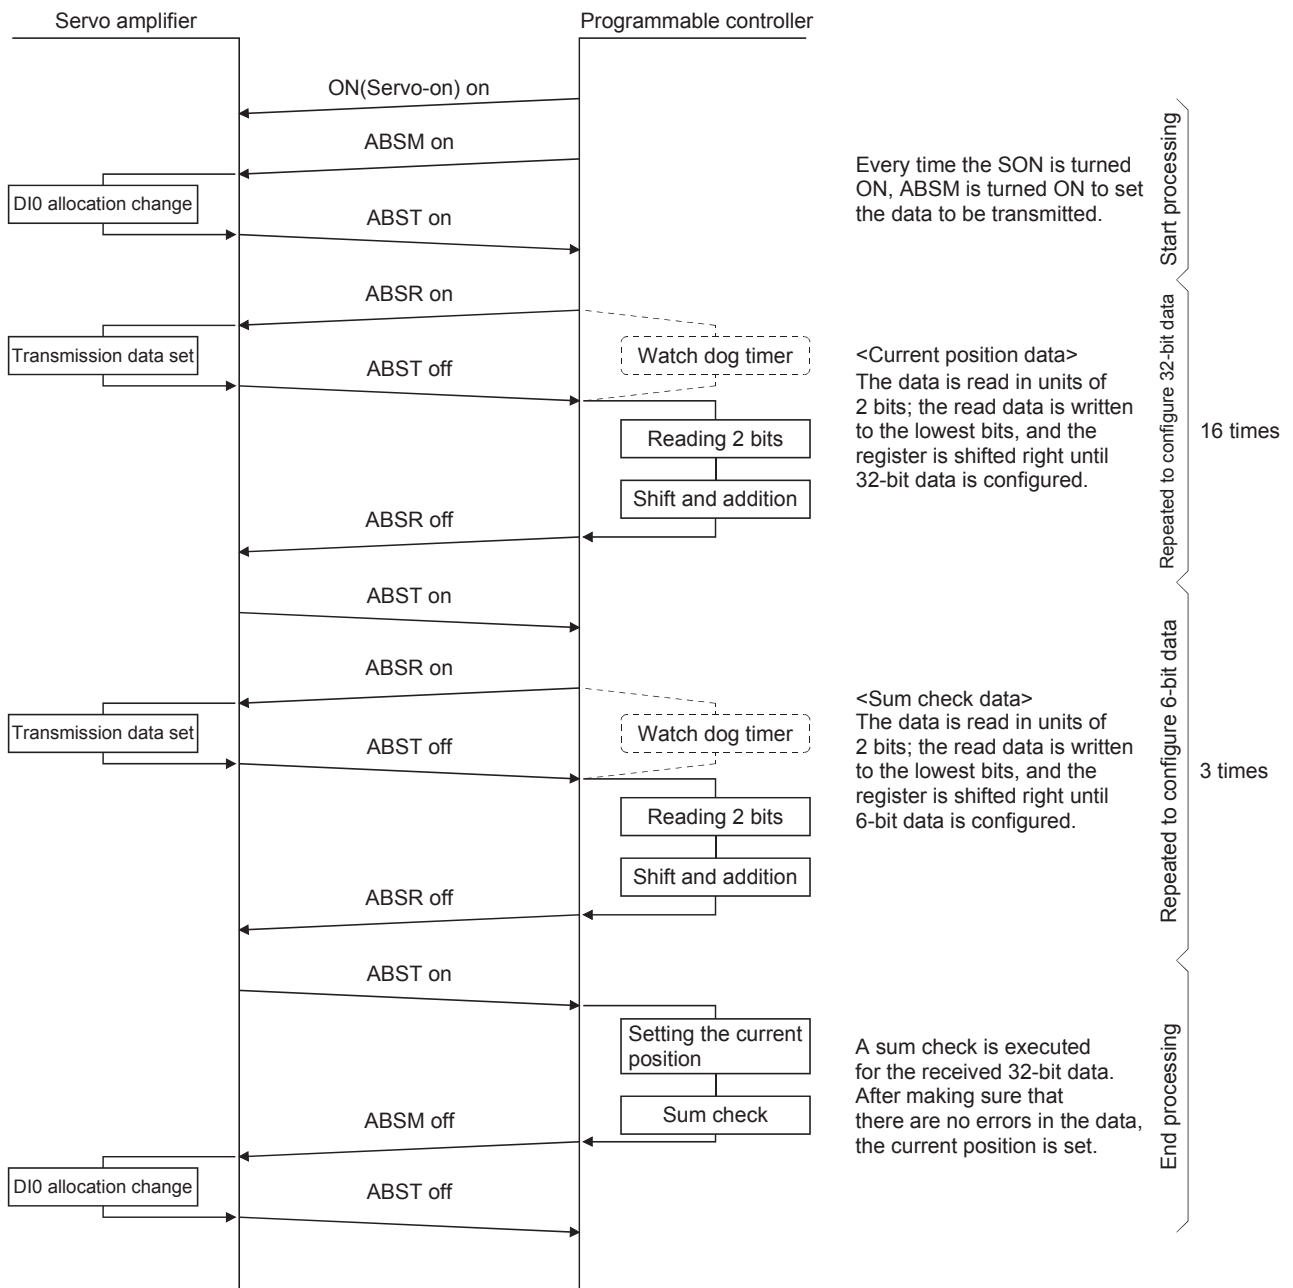 Servo amplifier
Programmable controller
ON(Servo-on) on
ABSM on
DI0 allocation change
ABST on
Every time the SON is turned
ON, ABSM is turned ON to set
the data to be transmitted.
Start processing
ABSR on
Transmission data set
Watch dog timer
ABST off
Reading 2 bits
Shift and addition
ABSR off
<Current position data>
The data is read in units of
2 bits; the read data is written
to the lowest bits, and the
register is shifted right until
32-bit data is configured.
Repeated to configure 32-bit data
16 times
ABST on
ABSR on
Transmission data set
Watch dog timer
ABST off
Reading 2 bits
Shift and addition
ABSR off
<Sum check data>
The data is read in units of
2 bits; the read data is written
to the lowest bits, and the
register is shifted right until
6-bit data is configured.
Repeated to configure 6-bit data
3 times
ABST on
Setting the current
position
Sum check
ABSM off
DI0 allocation change
ABST off
A sum check is executed
for the received 32-bit data.
After making sure that
there are no errors in the data,
the current position is set.
End processing